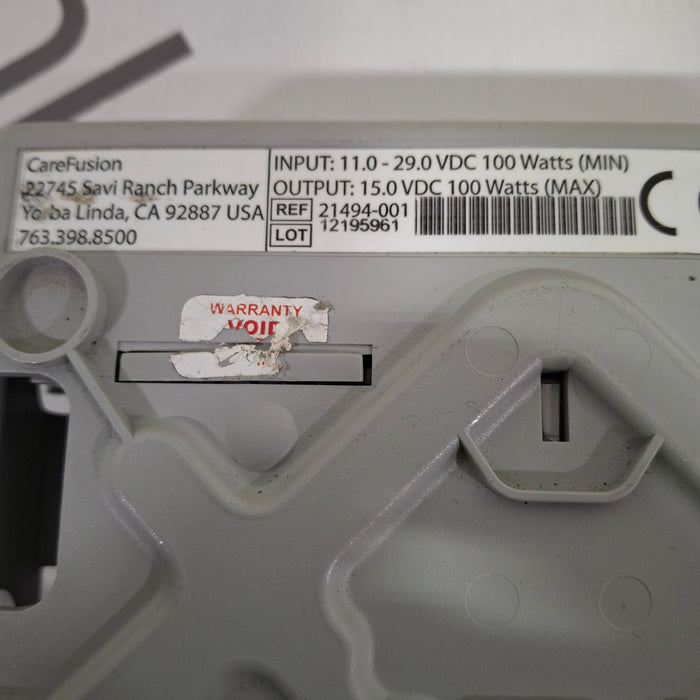 CareFusion
22745 Savi Ranch Parkway
Yorba Linda, CA 92887 USA
763.398.8500
INPUT: 11.0 - 29.0 VDC 100 Watts (MIN)
OUTPUT: 15.0 VDC 100 Watts (MAX)
REF 21494-001
LOT 12195961
CE
WARRANTY
VOID